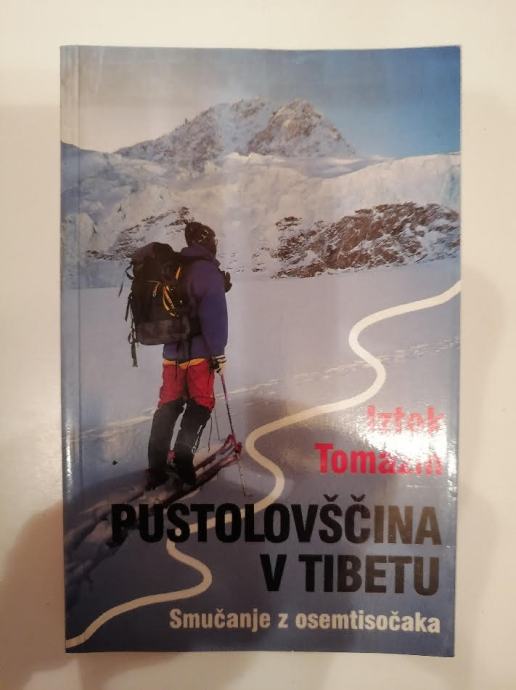 Iztok
Tomazin
PUSTOLOVŠČINA
V TIBETU
Smučanje z osemtisočaka